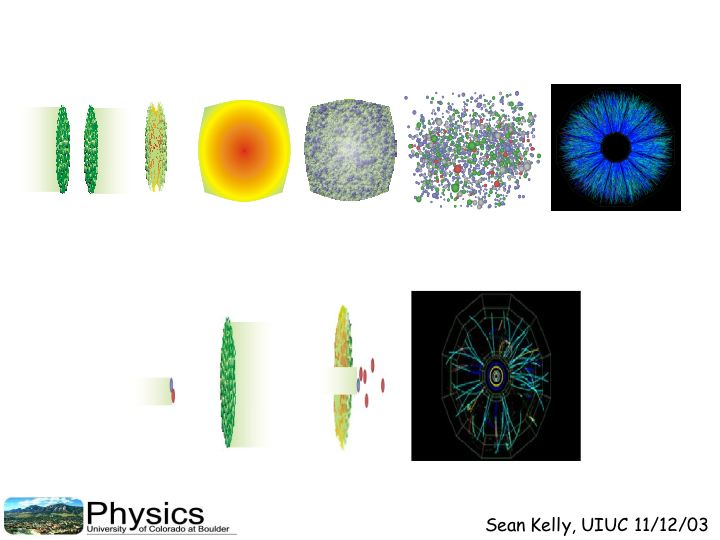 Physics
University of Colorado at Boulder
Sean Kelly, UIUC 11/12/03